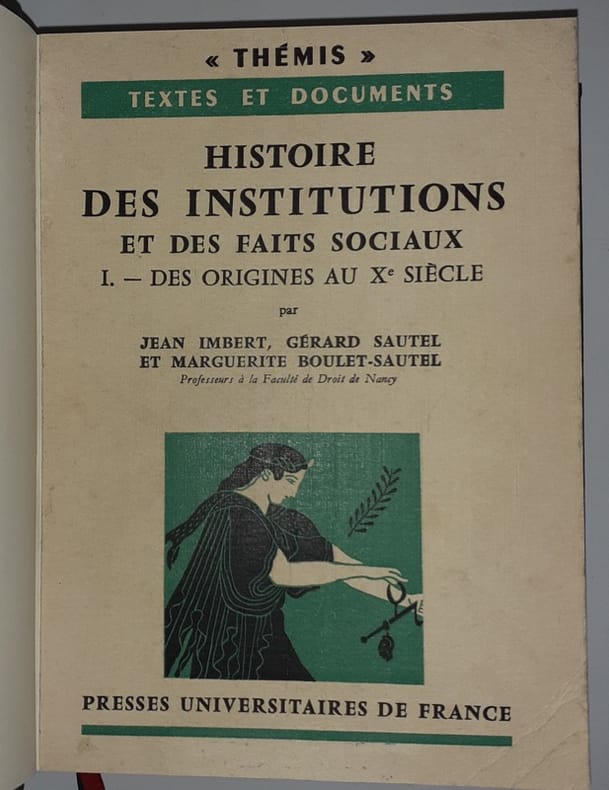 « THÉMIS »
TEXTES ET DOCUMENTS
HISTOIRE
DES INSTITUTIONS
ET DES FAITS SOCIAUX
I. — DES ORIGINES AU Xe SIÈCLE
par
JEAN IMBERT, GÉRARD SAUTEL
ET MARGUERITE BOULET-SAUTEL
Professeurs à la Faculté de Droit de Nancy
PRESSES UNIVERSITAIRES DE FRANCE